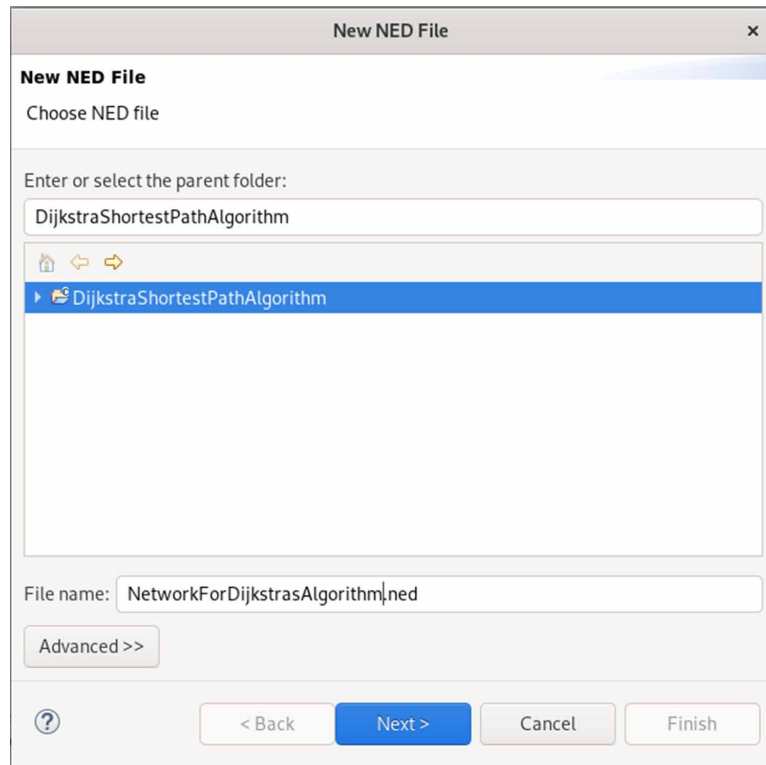 New NED File
New NED File
Choose NED file
Enter or select the parent folder:
DijkstraShortestPathAlgorithm
DijkstraShortestPathAlgorithm
File name: NetworkForDijkstrasAlgorithm.ned
Advanced >>
< Back Next > Cancel Finish